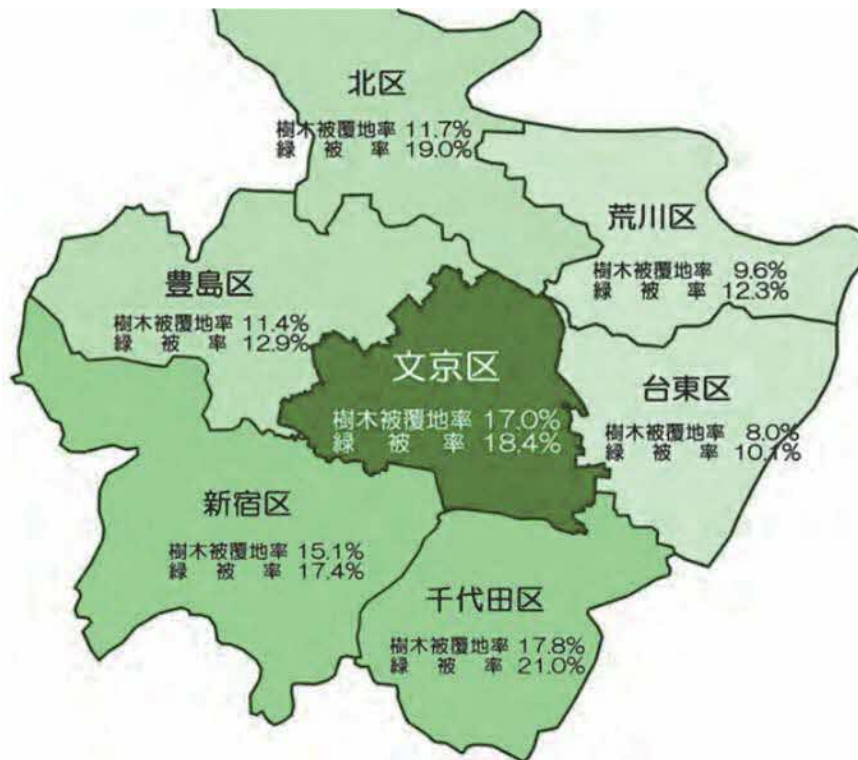 北区
樹木被覆地率 11.7%
緑被率 19.0%
荒川区
樹木被覆地率 9.6%
緑被率 12.3%
豊島区
樹木被覆地率 11.4%
緑被率 12.9%
文京区
樹木被覆地率 17.0%
緑被率 18.4%
台東区
樹木被覆地率 8.0%
緑被率 10.1%
新宿区
樹木被覆地率 15.1%
緑被率 17.4%
千代田区
樹木被覆地率 17.8%
緑被率 21.0%